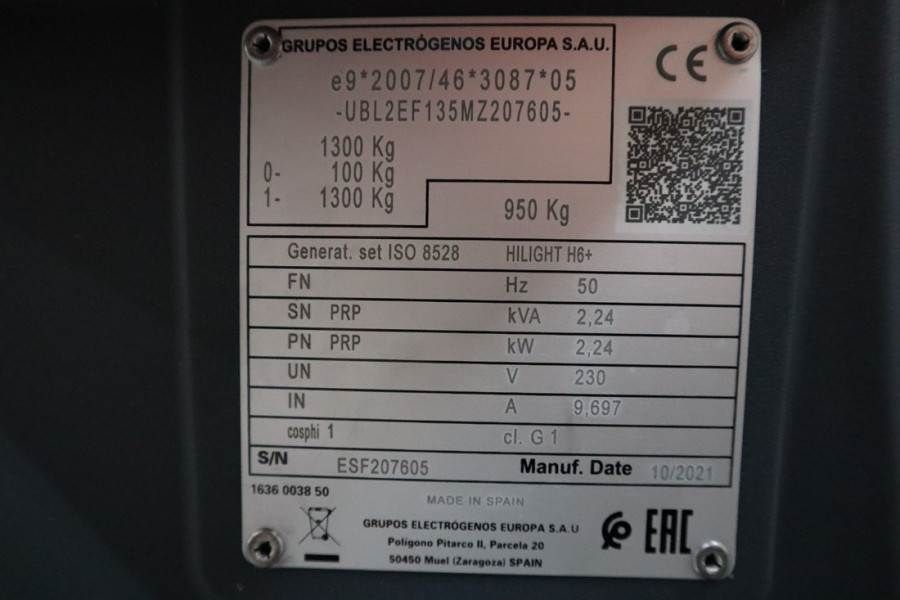 GRUPOS ELECTRÓGENOS EUROPA S.A.U.
e9*2007/46*3087*05
-UBL2EF135MZ207605-
1300 Kg
0- 100 Kg
1- 1300 Kg
950 Kg
CE
Generat. set ISO 8528 HILIGHT H6+
FN Hz 50
SN PRP kVA 2,24
PN PRP kW 2,24
UN V 230
IN A 9,697
cosphi 1 cl. G 1
S/N ESF207605 Manuf. Date 10/2021
1636 0038 50
MADE IN SPAIN
GRUPOS ELECTRÓGENOS EUROPA S.A.U
Polígono Pitarco II, Parcela 20
50450 Muel (Zaragoza) SPAIN
EAC